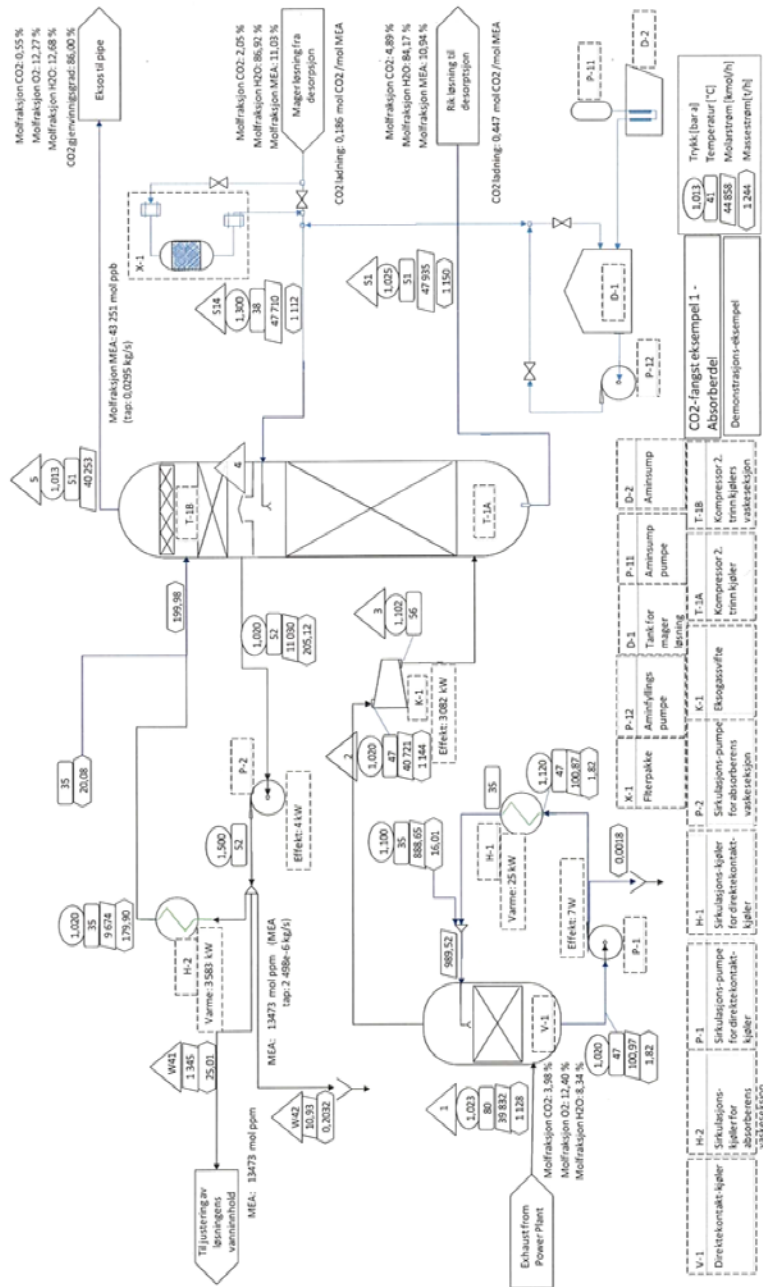 Molfraksjon CO2: 0,55 %
Molfraksjon O2: 12,27 %
Molfraksjon H2O: 12,68 %
CO2 gjenvinnigsgrad: 86,00 %
Eksos til pipe
Molfraksjon MEA: 43 251 mol ppb
(tap: 0,0295 kg/s)
5
1,013
51
40 253
Molfraksjon CO2: 2,05 %
Molfraksjon H2O: 86,92 %
Molfraksjon MEA: 11,03 %
Mager løsning fra
desorpsjon
CO2 ladning: 0,186 mol CO2 /mol MEA
X-1
S14
1,300
38
47 710
1 112
Molfraksjon CO2: 4,89 %
Molfraksjon H2O: 84,17 %
Molfraksjon MEA: 10,94 %
Rik løsning til
desorptsjon
CO2 ladning: 0,447 mol CO2 /mol MEA
S1
1,025
51
47 935
1 150
P-11
D-2
D-1
P-12
T-1B
4
T-1A
199,98
35
20,08
1,020
52
11 030
205,12
P-2
Effekt: 4 kW
1,500
52
1,020
35
9 674
179,90
H-2
Varme: 3 583 kW
MEA: 13473 mol ppm (MEA
tap: 2 498e-6 kg/s)
W41
1 345
25,01
MEA: 13473 mol ppm
Til justering av
løsningens
vanninnhold
W42
10,93
0,2032
3
1,102
56
K-1
Effekt: 3 082 kW
2
1,020
47
40 721
1 144
35
H-1
Varme: 25 kW
1,120
47
100,87
1,82
1,100
35
888,65
16,01
989,52
Effekt: 7 W
P-1
0,0018
V-1
1,020
47
100,97
1,82
1
1,023
80
39 832
1 128
Molfraksjon CO2: 3,98 %
Molfraksjon O2: 12,40 %
Molfraksjon H2O: 8,34 %
Exhaust from
Power Plant
1,013
Trykk [bar a]
41
Temperatur [°C]
44 858
Molarstrøm [kmol/h]
1 244
Massestrøm [t/h]
CO2-fangst eksempel 1 -
Absorberdel
Demonstrasjons-eksempel
X-1
Fiterpakke
P-12
Aminfyllings
pumpe
D-1
Tank for
mager
løsning
P-11
Aminsump
pumpe
D-2
Aminsump
V-1
Direktekontakt-kjøler
H-2
Sirkulasjons-
kjøler for
absorberens
vaskeseksjon
P-1
Sirkulasjons-pumpe
for direktekontakt-
kjøler
H-1
Sirkulasjons-kjøler
for direktekontakt-
kjøler
P-2
Sirkulasjons-pumpe
for absorberens
vaskeseksjon
K-1
Eksosgassvifte
T-1A
Kompressor 2.
trinn kjøler
T-1B
Kompressor 2.
trinn kjølers
vaskeseksjon